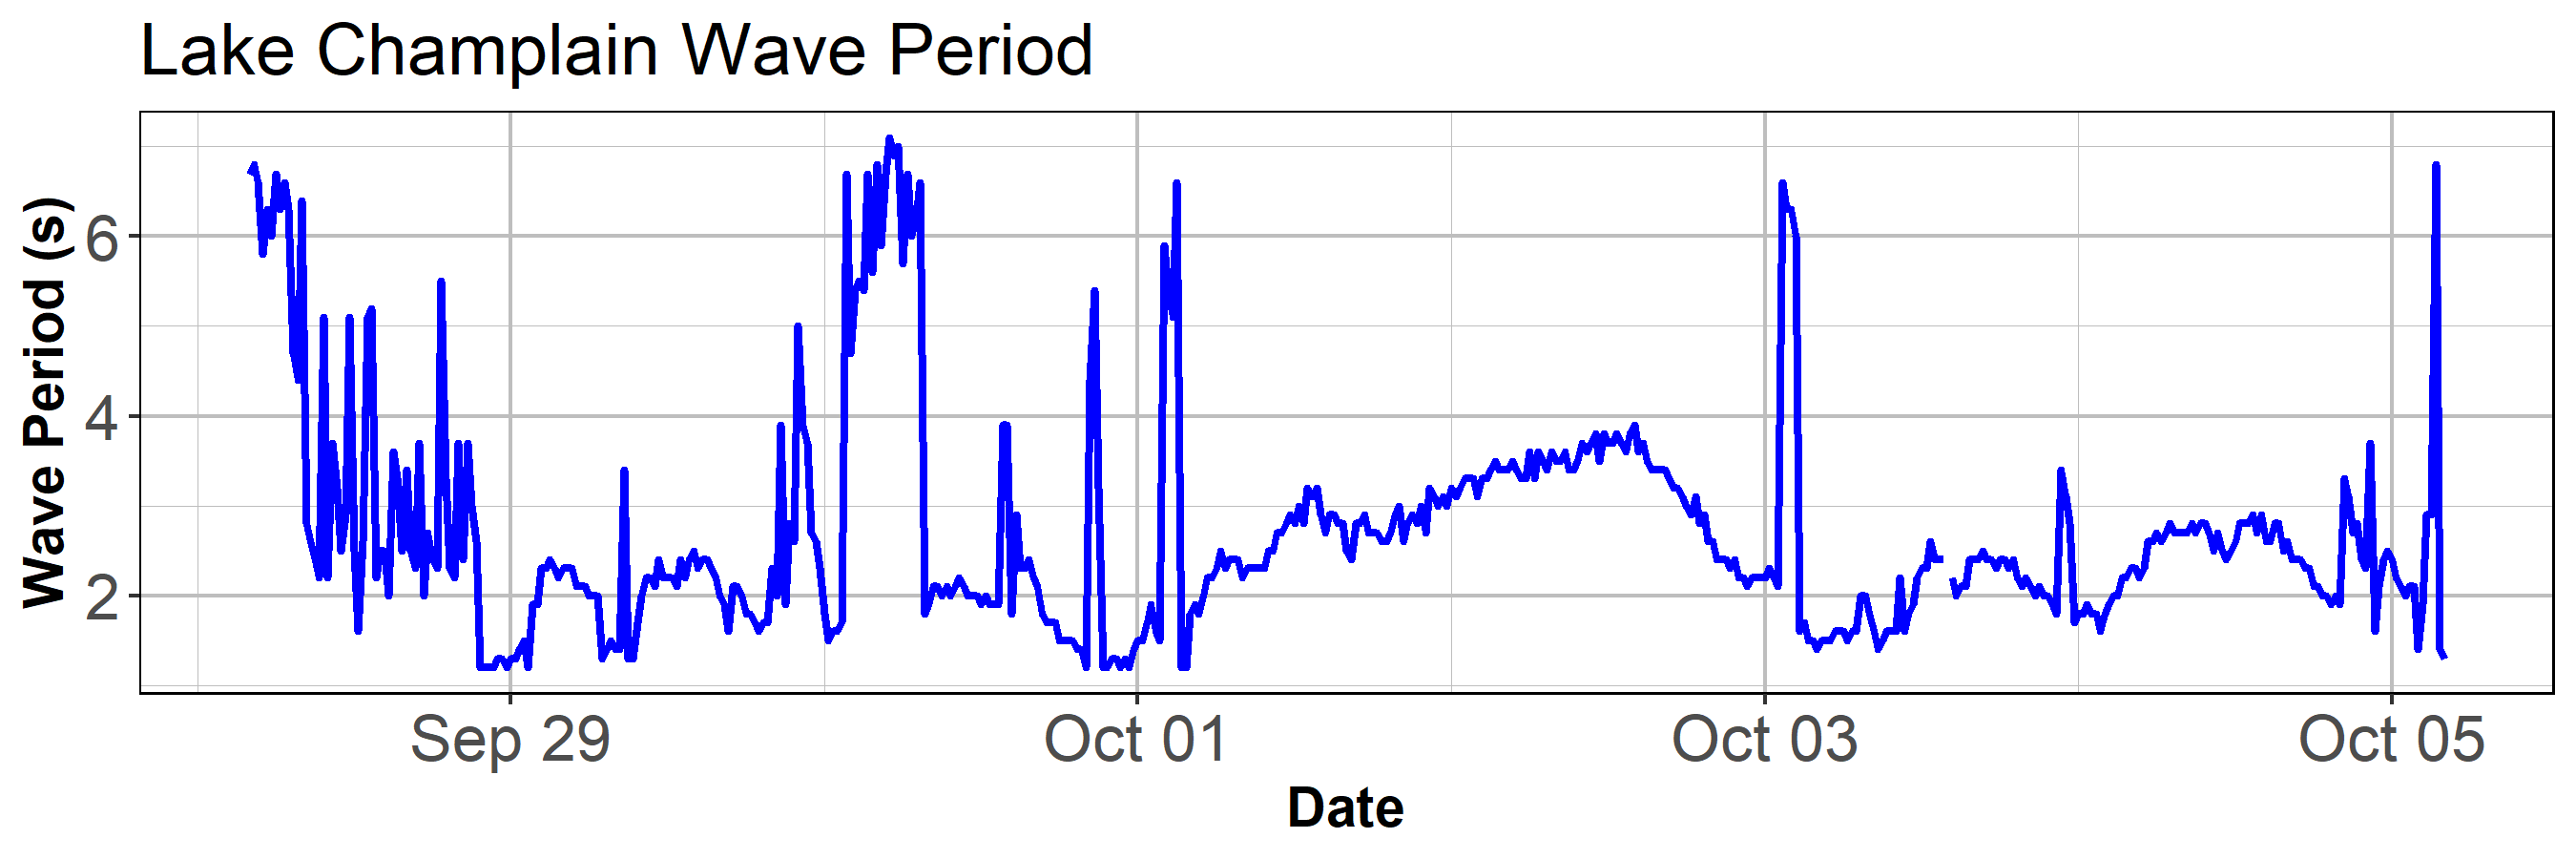 Lake Champlain Wave Period
Wave Period (s)
6
4
2
Sep 29 Oct 01 Oct 03 Oct 05
Date